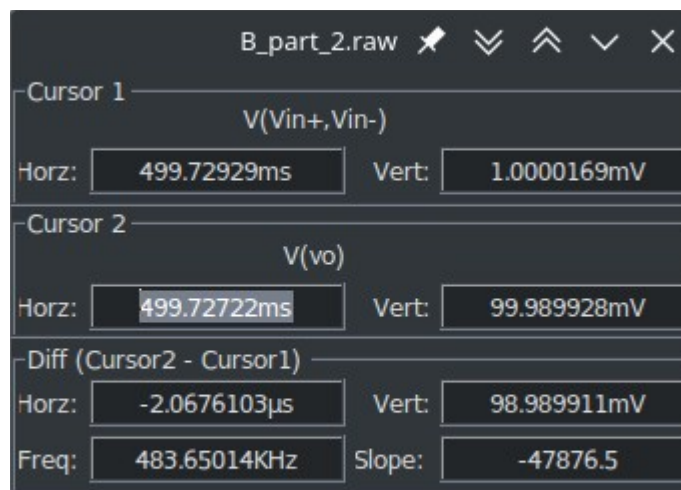 B_part_2.raw
Cursor 1
V(Vin+,Vin-)
Horz: 499.72929ms Vert: 1.0000169mV
Cursor 2
V(vo)
Horz: 499.72722ms Vert: 99.989928mV
Diff (Cursor2 - Cursor1)
Horz: -2.0676103µs Vert: 98.989911mV
Freq: 483.65014KHz Slope: -47876.5